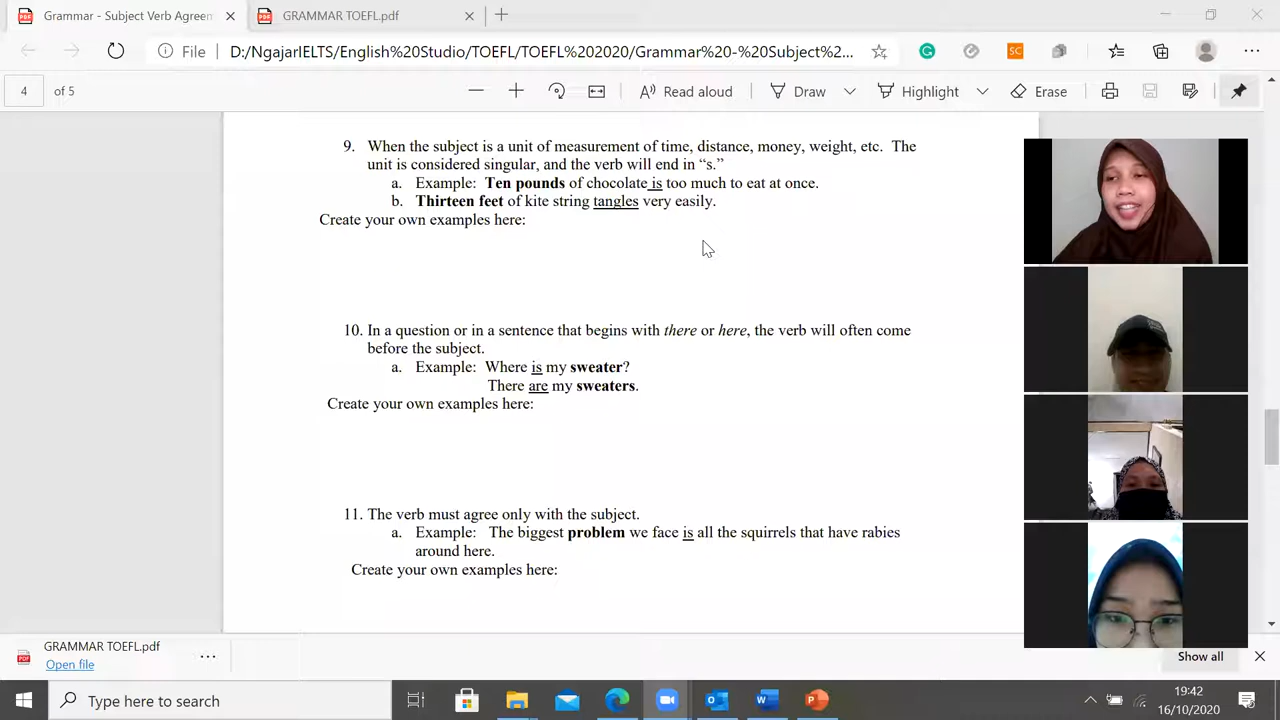 Grammar - Subject Verb Agreem
GRAMMAR TOEFL.pdf
File
D:/NgajarIELTS/English%20Studio/TOEFL/TOEFL%202020/Grammar%20-%20Subject%2...
4 of 5
Read aloud
Draw
Highlight
Erase
9. When the subject is a unit of measurement of time, distance, money, weight, etc. The
unit is considered singular, and the verb will end in “s.”
a. Example: Ten pounds of chocolate is too much to eat at once.
b. Thirteen feet of kite string tangles very easily.
Create your own examples here:
10. In a question or in a sentence that begins with there or here, the verb will often come
before the subject.
a. Example: Where is my sweater?
There are my sweaters.
Create your own examples here:
11. The verb must agree only with the subject.
a. Example: The biggest problem we face is all the squirrels that have rabies
around here.
Create your own examples here:
GRAMMAR TOEFL.pdf
Open file
Show all
Type here to search
19:42
16/10/2020